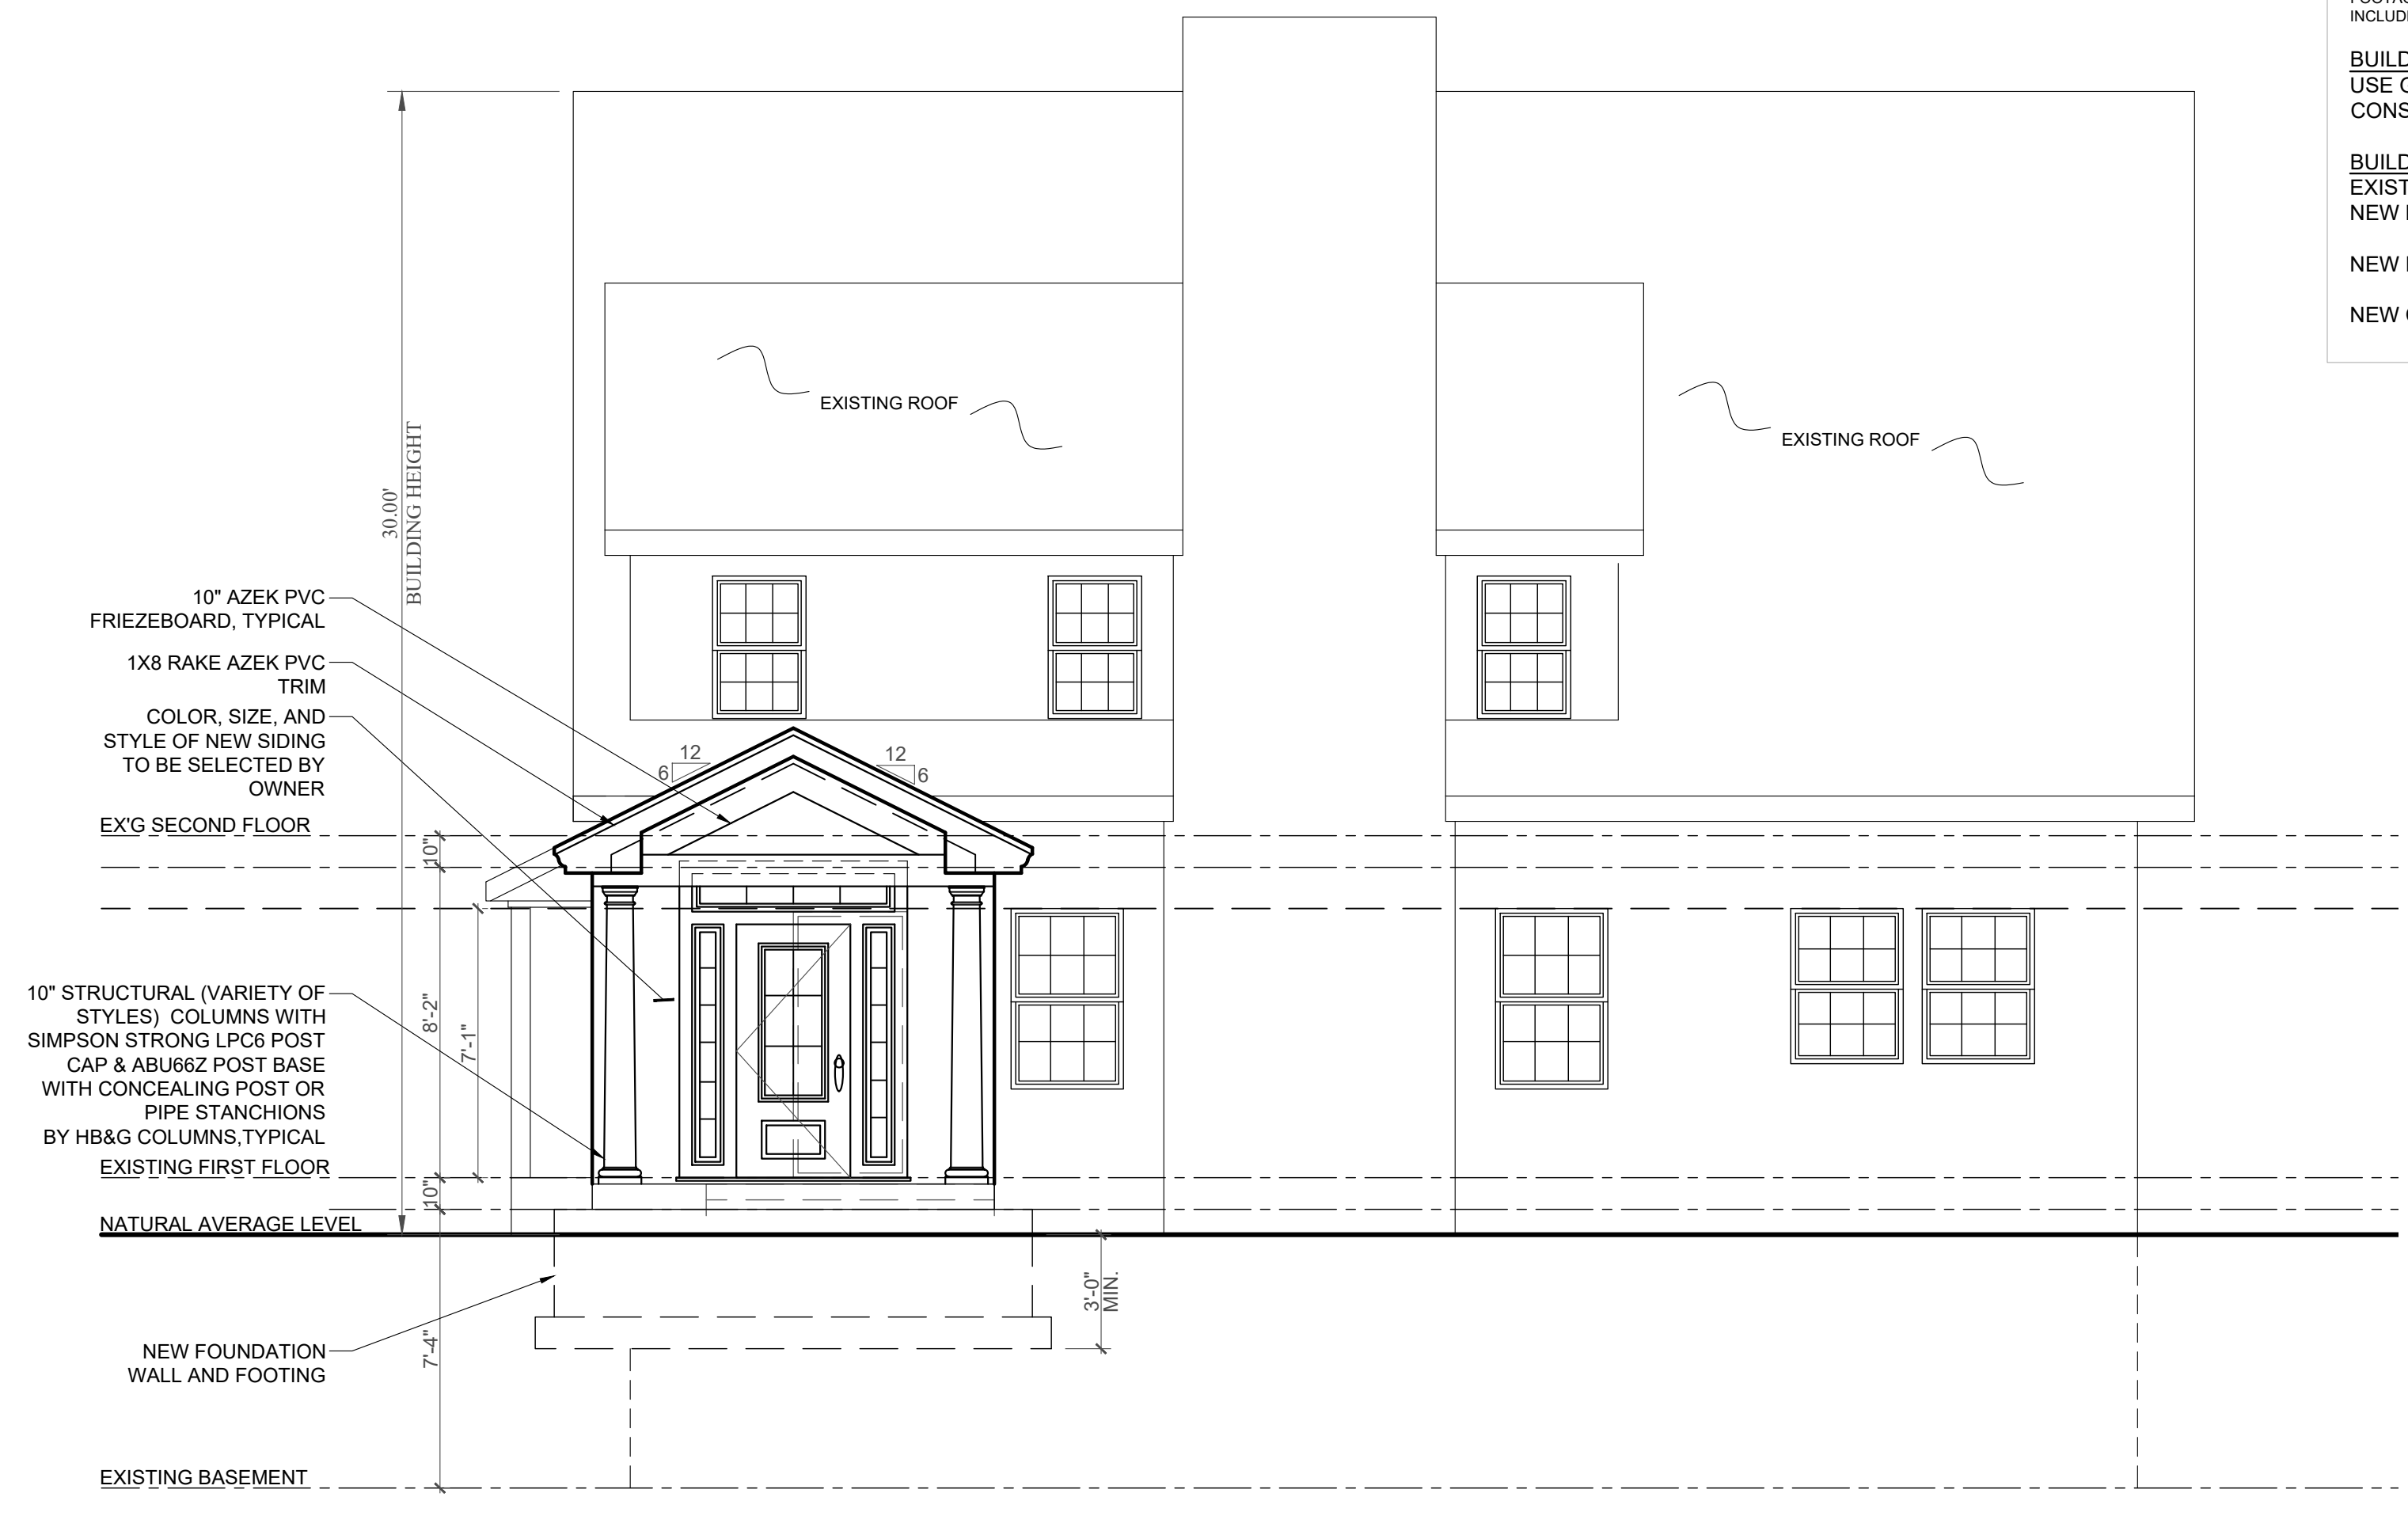 INCLUD
BUILD
USE
CONS
BUILD
EXIST
NEW
NEW
NEW
30.00'
BUILDING HEIGHT
EXISTING ROOF
EXISTING ROOF
10" AZEK PVC
FRIEZEBOARD, TYPICAL
1X8 RAKE AZEK PVC
TRIM
COLOR, SIZE, AND
STYLE OF NEW SIDING
TO BE SELECTED BY
OWNER
12
6
12
6
EX'G SECOND FLOOR
10"
8'-2"
7'-1"
10" STRUCTURAL (VARIETY OF
STYLES) COLUMNS WITH
SIMPSON STRONG LPC6 POST
CAP & ABU66Z POST BASE
WITH CONCEALING POST OR
PIPE STANCHIONS
BY HB&G COLUMNS,TYPICAL
EXISTING FIRST FLOOR
10"
NATURAL AVERAGE LEVEL
3'-0"
MIN.
7'-4"
NEW FOUNDATION
WALL AND FOOTING
EXISTING BASEMENT